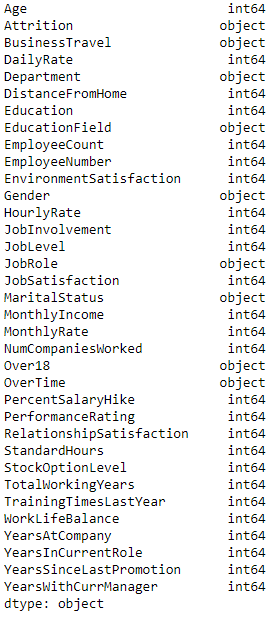 Age int64
Attrition object
BusinessTravel object
DailyRate int64
Department object
DistanceFromHome int64
Education int64
EducationField object
EmployeeCount int64
EmployeeNumber int64
EnvironmentSatisfaction int64
Gender object
HourlyRate int64
JobInvolvement int64
JobLevel int64
JobRole object
JobSatisfaction int64
MaritalStatus object
MonthlyIncome int64
MonthlyRate int64
NumCompaniesWorked int64
Over18 object
OverTime object
PercentSalaryHike int64
PerformanceRating int64
RelationshipSatisfaction int64
StandardHours int64
StockOptionLevel int64
TotalWorkingYears int64
TrainingTimesLastYear int64
WorkLifeBalance int64
YearsAtCompany int64
YearsInCurrentRole int64
YearsSinceLastPromotion int64
YearsWithCurrManager int64
dtype: object